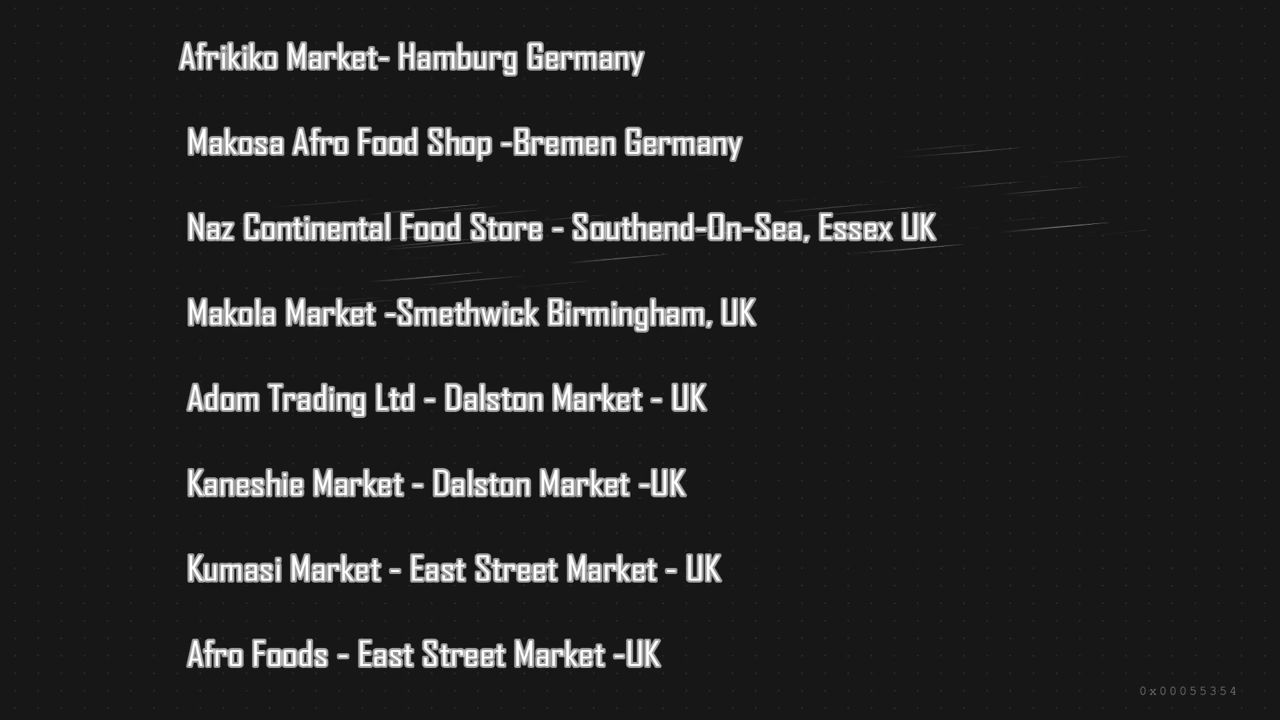 Afrikiko Market- Hamburg Germany
Makosa Afro Food Shop -Bremen Germany
Naz Continental Food Store - Southend-On-Sea, Essex UK
Makola Market -Smethwick Birmingham, UK
Adom Trading Ltd - Dalston Market - UK
Kaneshie Market - Dalston Market -UK
Kumasi Market - East Street Market - UK
Afro Foods - East Street Market -UK
0x00055354